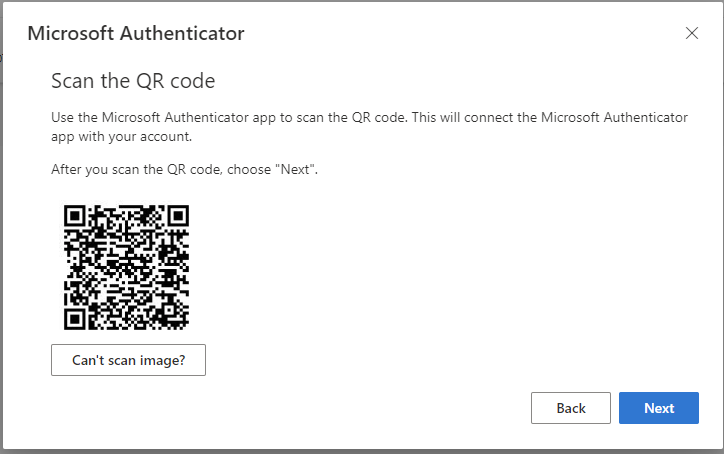 Microsoft Authenticator
Scan the QR code
Use the Microsoft Authenticator app to scan the QR code. This will connect the Microsoft Authenticator
app with your account.
After you scan the QR code, choose "Next".
Can't scan image?
Back
Next